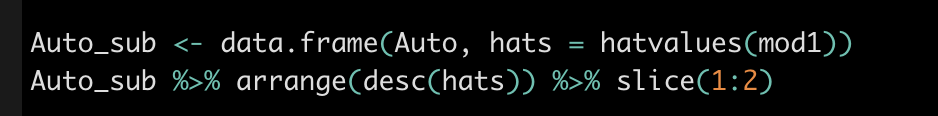 Auto_sub <- data.frame(Auto, hats = hatvalues(mod1))
Auto_sub %>% arrange(desc(hats)) %>% slice(1:2)